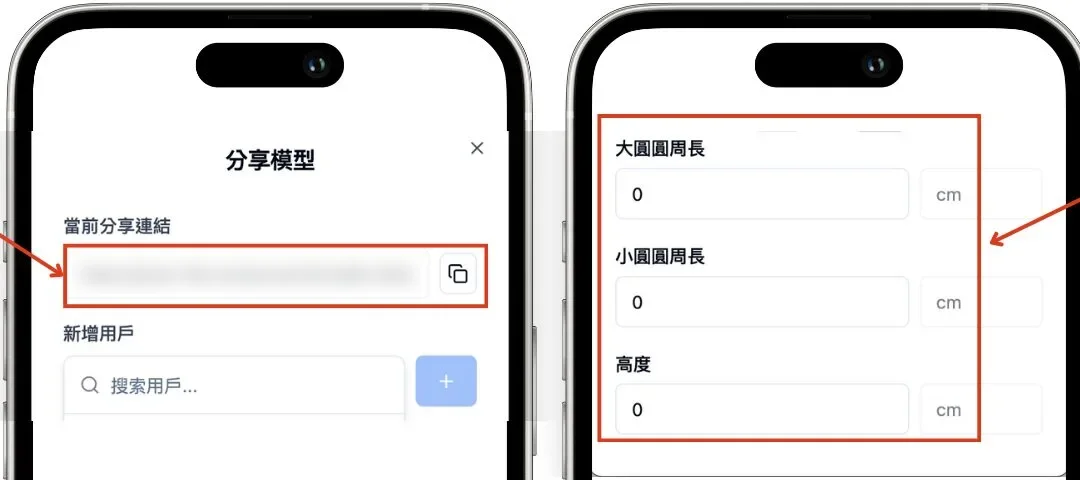 分享模型
當前分享連結
新增用戶
搜索用戶...
大圓圓周長
0 cm
小圓圓周長
0 cm
高度
0 cm